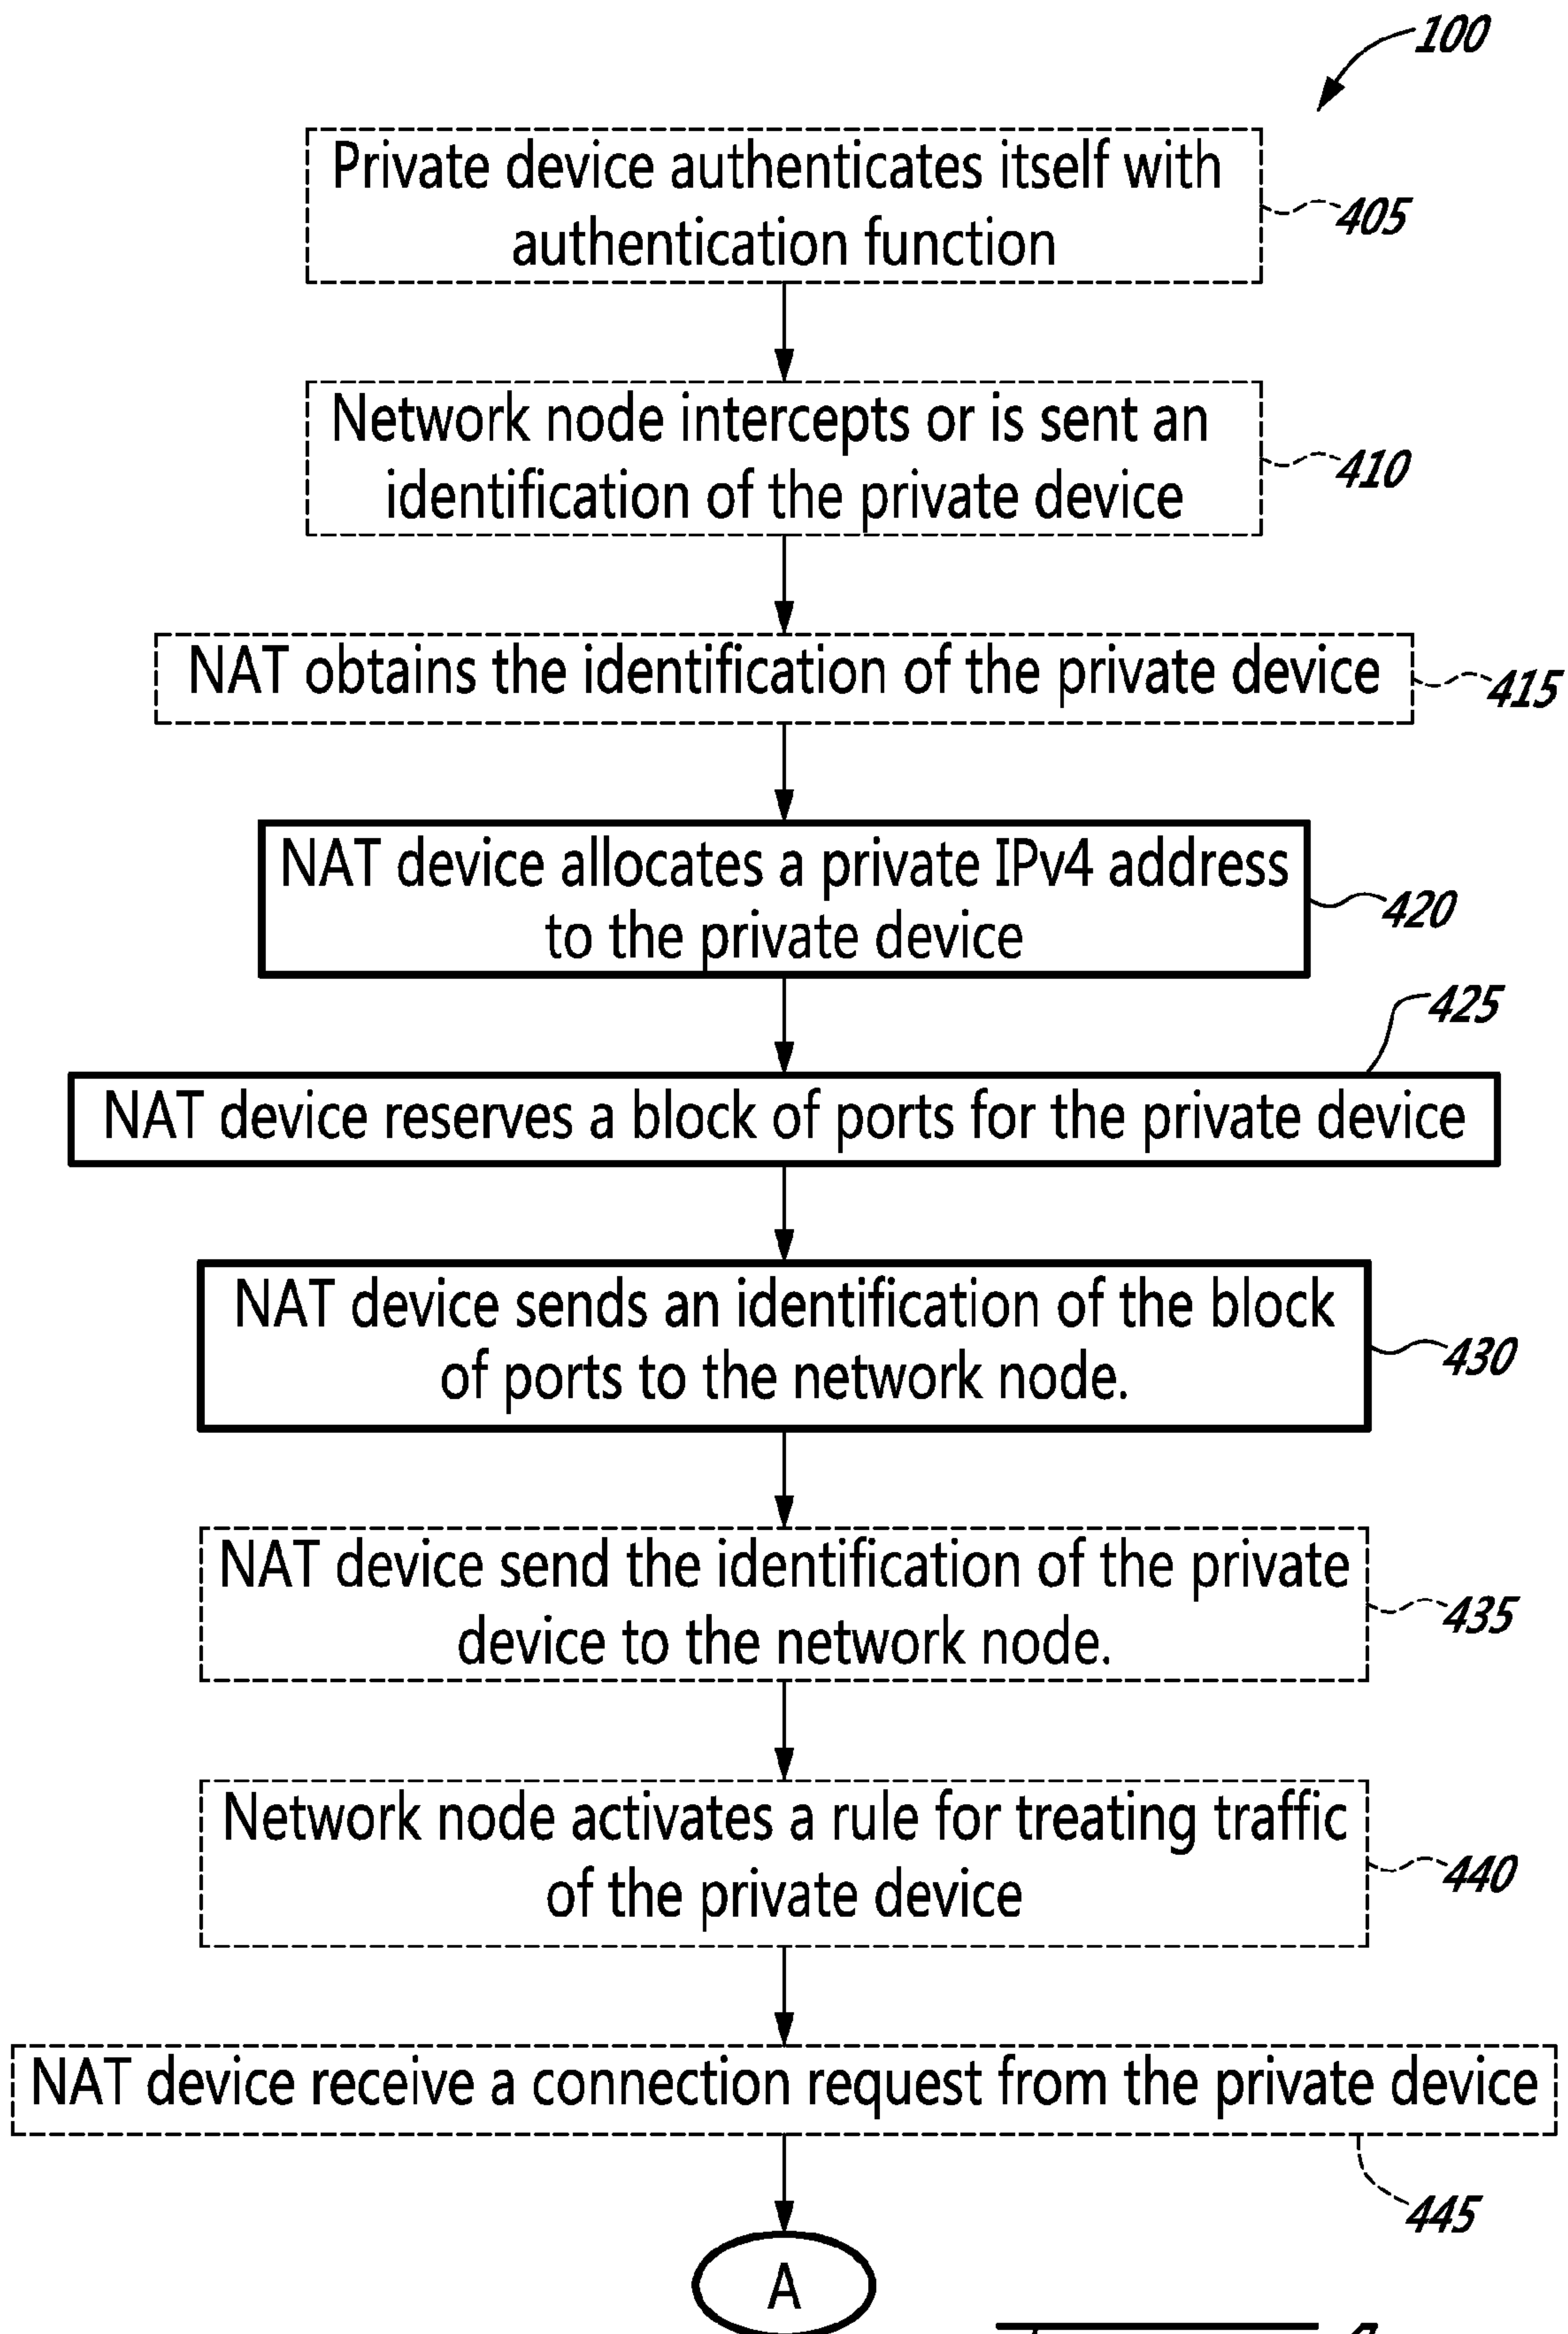 100
Private device authenticates itself with
authentication function
405
Network node intercepts or is sent an
identification of the private device
410
NAT obtains the identification of the private device
415
NAT device allocates a private IPv4 address
to the private device
420
425
NAT device reserves a block of ports for the private device
NAT device sends an identification of the block
of ports to the network node.
430
NAT device send the identification of the private
device to the network node.
435
Network node activates a rule for treating traffic
of the private device
440
NAT device receive a connection request from the private device
445
A